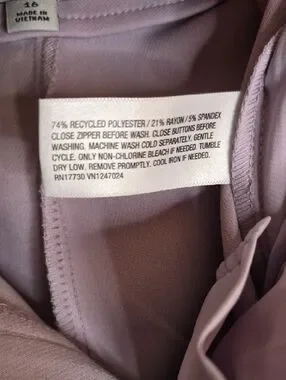 16
MADE IN
VIETNAM
74% RECYCLED POLYESTER / 21% RAYON / 5% SPANDEX
CLOSE ZIPPER BEFORE WASH. CLOSE BUTTONS BEFORE
WASHING. MACHINE WASH COLD SEPARATELY. GENTLE
CYCLE. ONLY NON-CHLORINE BLEACH IF NEEDED. TUMBLE
DRY LOW. REMOVE PROMPTLY. COOL IRON IF NEEDED.
RN17730 VN1247024